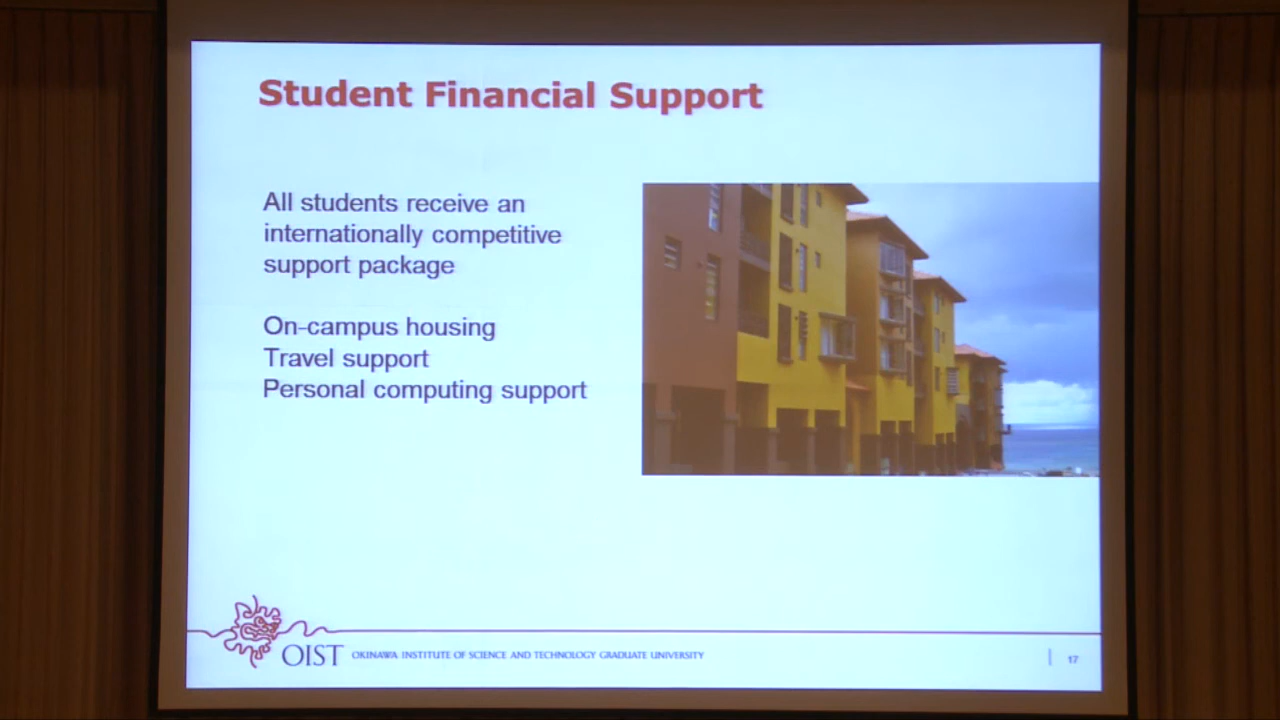 Student Financial Support
All students receive an
internationally competitive
support package
On-campus housing
Travel support
Personal computing support
OIST OKINAWA INSTITUTE OF SCIENCE AND TECHNOLOGY GRADUATE UNIVERSITY
17